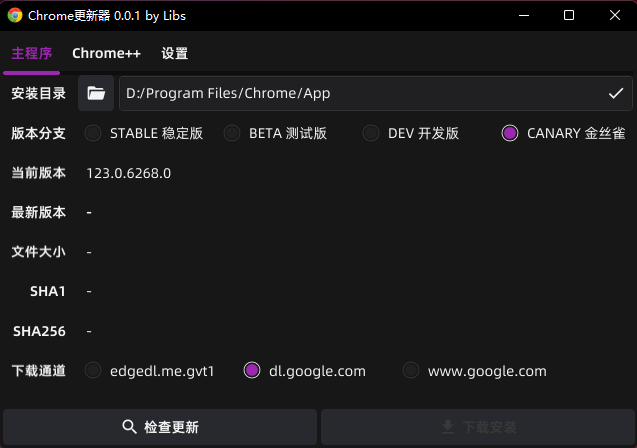 Chrome更新器 0.0.1 by Libs
主程序 Chrome++ 设置
安装目录 D:/Program Files/Chrome/App
版本分支 STABLE 稳定版 BETA 测试版 DEV 开发版 CANARY 金丝雀
当前版本 123.0.6268.0
最新版本 -
文件大小 -
SHA1 -
SHA256 -
下载通道 edgedl.me.gvt1 dl.google.com www.google.com
检查更新 下载安装